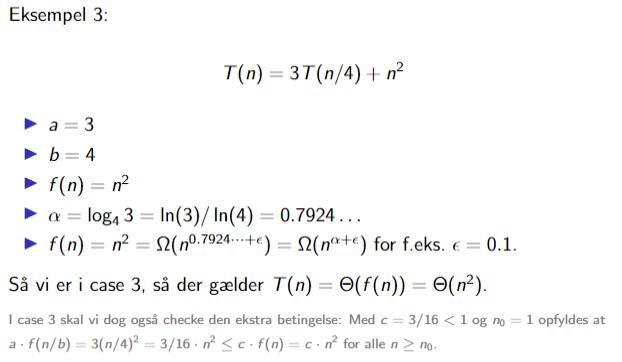 Eksempel 3:
T(n) = 3T(n/4) + n²
▶ a = 3
▶ b = 4
▶ f(n) = n²
▶ α = log₄ 3 = ln(3)/ ln(4) = 0.7924 . . .
▶ f(n) = n² = Ω(n^{0.7924···+ϵ}) = Ω(n^{α+ϵ}) for f.eks. ϵ = 0.1.
Så vi er i case 3, så der gælder T(n) = Θ(f(n)) = Θ(n²).
I case 3 skal vi dog også checke den ekstra betingelse: Med c = 3/16 < 1 og n₀ = 1 opfyldes at
a · f(n/b) = 3(n/4)² = 3/16 · n² ≤ c · f(n) = c · n² for alle n ≥ n₀.